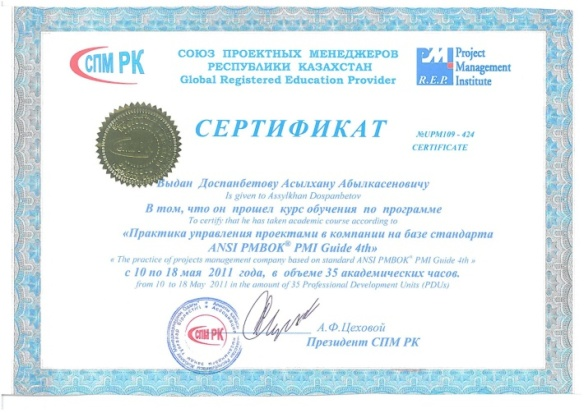 СПМ РК
СОЮЗ ПРОЕКТНЫХ МЕНЕДЖЕРОВ
РЕСПУБЛИКИ КАЗАХСТАН
Global Registered Education Provider
PMI
R.E.P.
Project
Management
Institute
СЕРТИФИКАТ
№UPM109 - 424
CERTIFICATE
Выдан Доспанбетову Асылхану Абылкасеновичу
Is given to Assylkhan Dospanbetov
В том, что он прошел курс обучения по программе
To certify that he has taken academic course according to
«Практика управления проектами в компании на базе стандарта
ANSI PMBOK® PMI Guide 4th»
« The practice of projects management company based on standard ANSI PMBOK® PMI Guide 4th »
с 10 по 18 мая 2011 года, в объеме 35 академических часов.
from 10 to 18 May 2011 in the amount of 35 Professional Development Units (PDUs)
СПМ РК
А.Ф.Цеховой
Президент СПМ РК